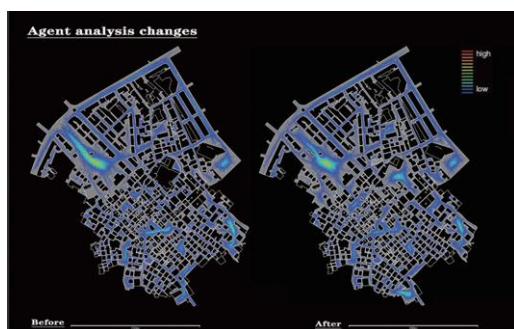 Agent analysis changes
high
low
Before
After